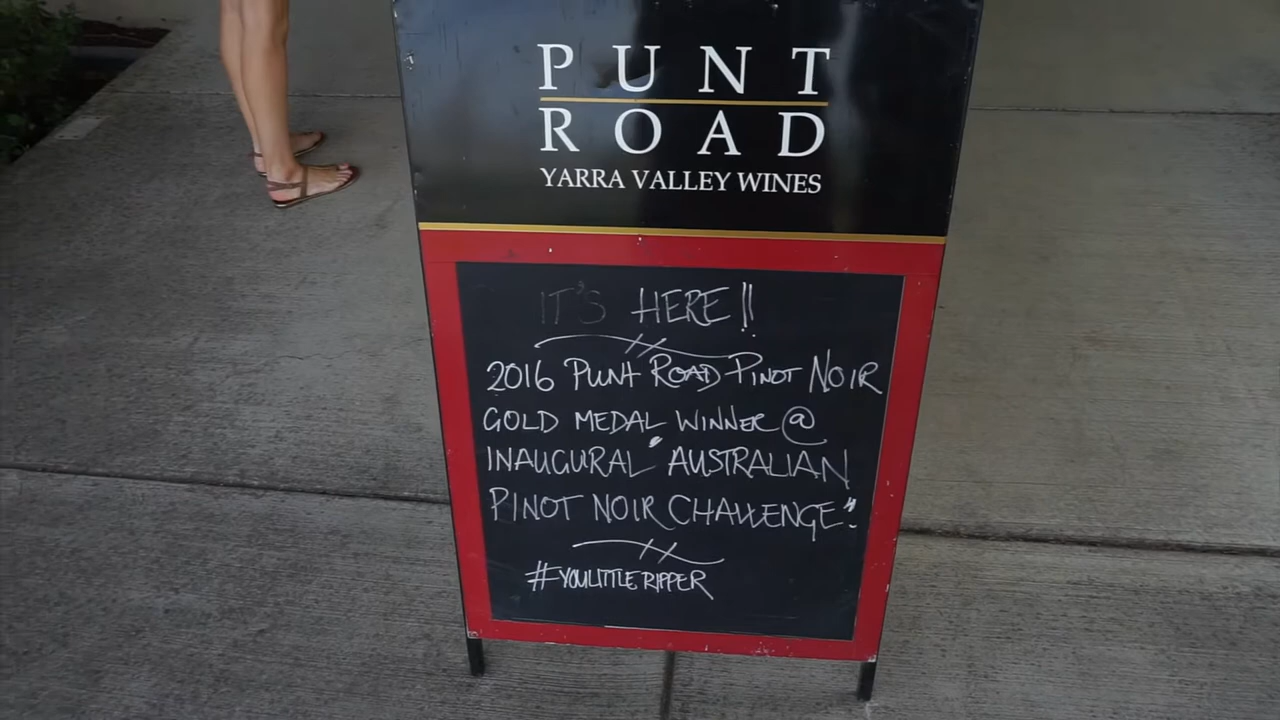 PUNT
ROAD
YARRA VALLEY WINES
IT'S HERE!!
2016 PUNT ROAD PINOT NOIR
GOLD MEDAL WINNER @
INAUGURAL "AUSTRALIAN
PINOT NOIR CHALLENGE".
#YOULITTLERIPPER